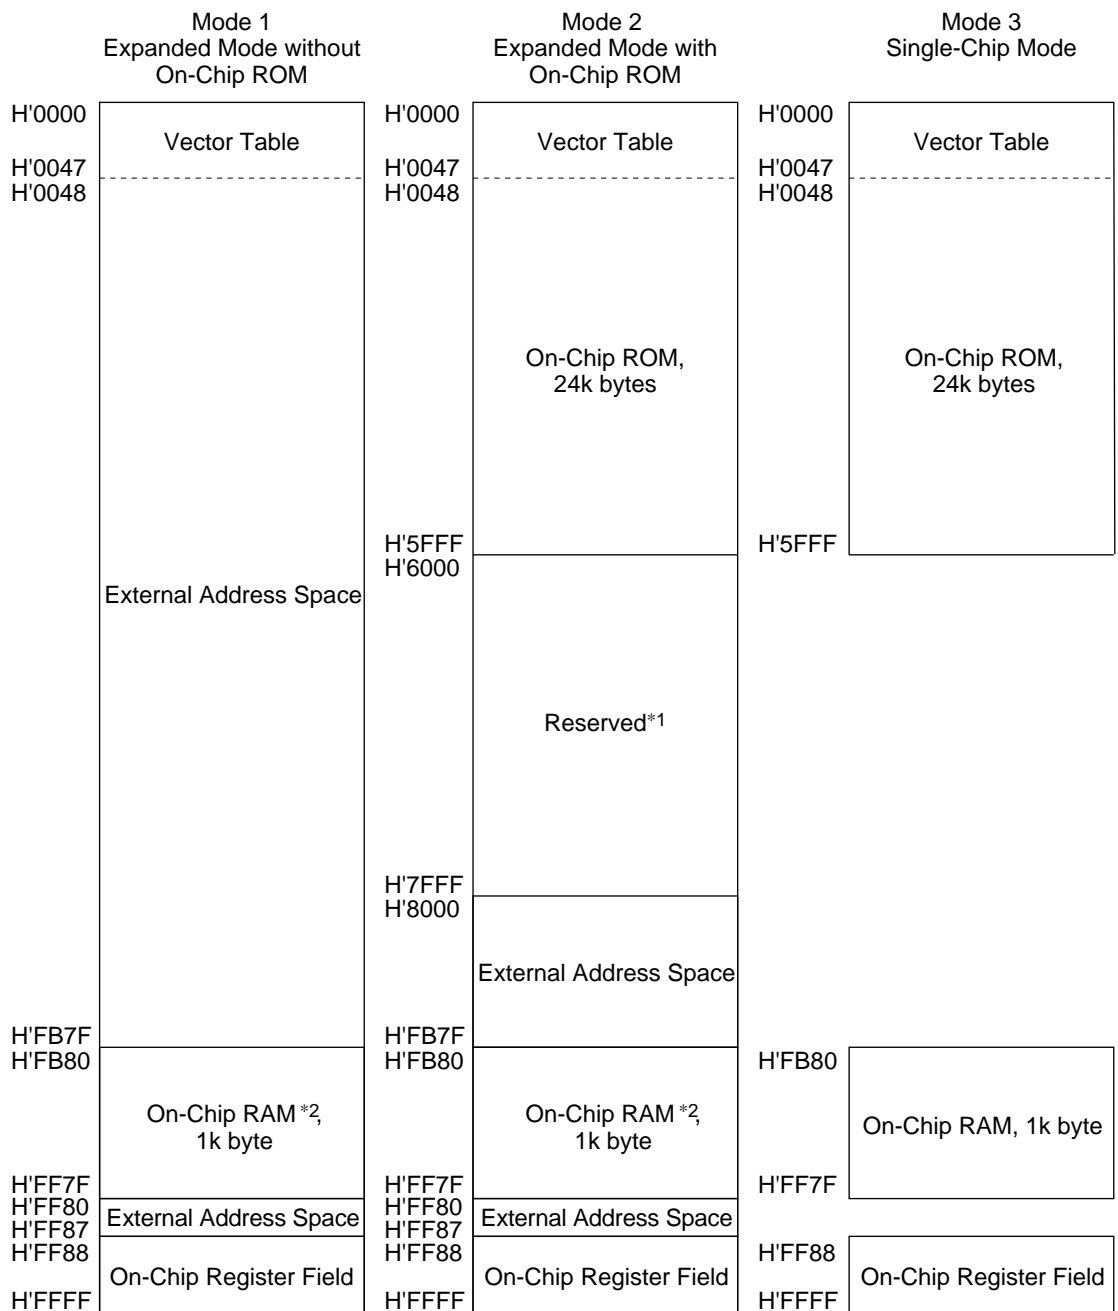 Mode 1
Expanded Mode without
On-Chip ROM
H'0000
Vector Table
H'0047
H'0048
External Address Space
H'FB7F
H'FB80
On-Chip RAM *2,
1k byte
H'FF7F
H'FF80
External Address Space
H'FF87
H'FF88
On-Chip Register Field
H'FFFF
Mode 2
Expanded Mode with
On-Chip ROM
H'0000
Vector Table
H'0047
H'0048
On-Chip ROM,
24k bytes
H'5FFF
H'6000
Reserved*1
H'7FFF
H'8000
External Address Space
H'FB7F
H'FB80
On-Chip RAM *2,
1k byte
H'FF7F
H'FF80
External Address Space
H'FF87
H'FF88
On-Chip Register Field
H'FFFF
Mode 3
Single-Chip Mode
H'0000
Vector Table
H'0047
H'0048
On-Chip ROM,
24k bytes
H'5FFF
H'FB80
On-Chip RAM, 1k byte
H'FF7F
H'FF88
On-Chip Register Field
H'FFFF